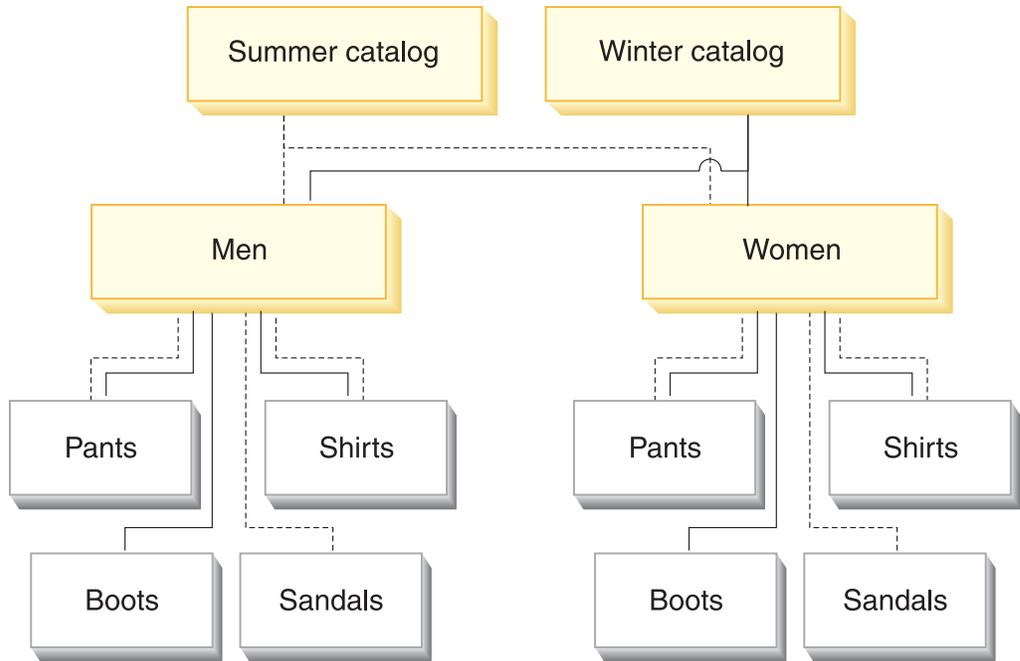 Summer catalog
Winter catalog
Men
Women
Pants
Shirts
Pants
Shirts
Boots
Sandals
Boots
Sandals